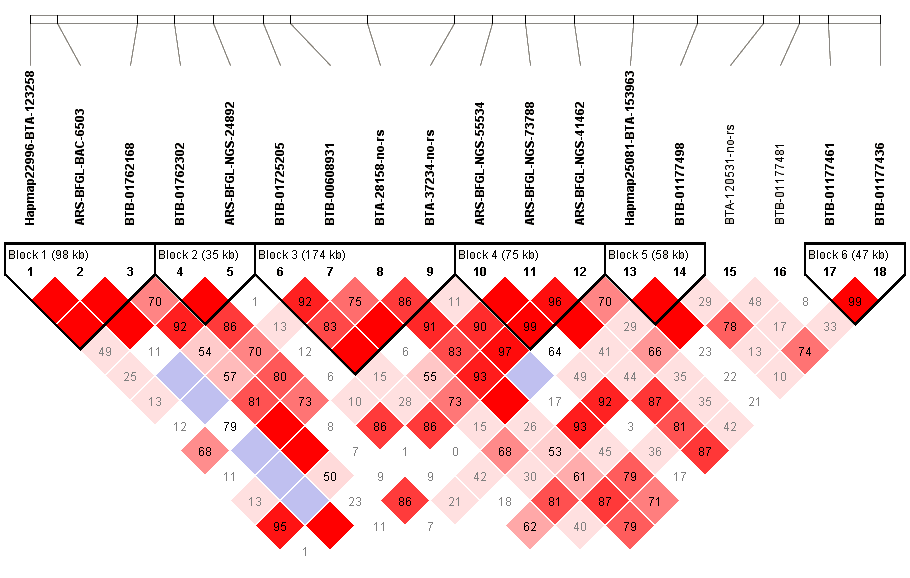 Hapmap22996-BTA-123258
ARS-BFGL-BAC-6503
BTB-01762168
BTB-01762302
ARS-BFGL-NGS-24892
BTB-01725205
BTB-00608931
BTA-28158-no-rs
BTA-37234-no-rs
ARS-BFGL-NGS-55534
ARS-BFGL-NGS-73788
ARS-BFGL-NGS-41462
Hapmap25081-BTA-153963
BTB-01177498
BTA-120531-no-rs
BTB-01177481
BTB-01177461
BTB-01177436
Block 1 (98 kb) Block 2 (35 kb) Block 3 (174 kb) Block 4 (75 kb) Block 5 (58 kb) Block 6 (47 kb)
1 2 3 4 5 6 7 8 9 10 11 12 13 14 15 16 17 18
70 1 92 75 86 11 96 70 29 48 8 99
92 86 13 83 91 90 99 29 78 17 33
49 11 54 70 12 6 83 97 64 41 66 23 13 74
25 57 80 6 15 55 93 49 44 35 22 10
13 81 73 10 28 73 17 92 87 35 21
12 79 8 86 86 15 26 93 3 81 42
68 7 1 0 68 53 45 36 87
11 50 9 9 42 30 61 79 17
13 23 86 21 18 81 87 71
95 11 7 62 40 79
1